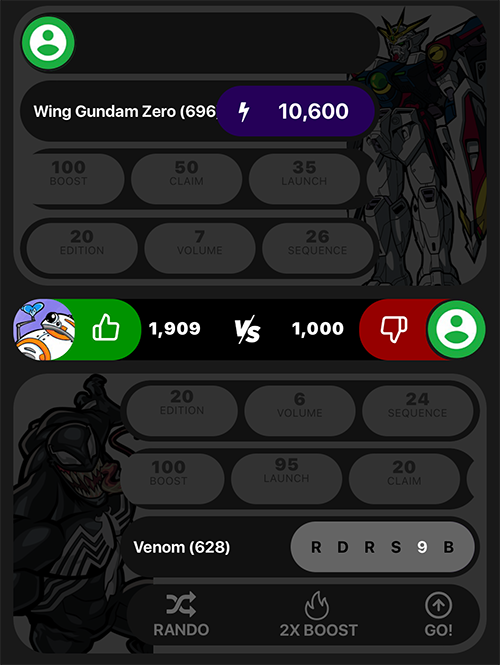 Wing Gundam Zero (696
10,600
100 50 35
BOOST CLAIM LAUNCH
20 7 26
EDITION VOLUME SEQUENCE
1,909 VS 1,000
20 6 24
EDITION VOLUME SEQUENCE
100 95 20
BOOST LAUNCH CLAIM
Venom (628) R D R S 9 B
RANDO 2X BOOST GO!